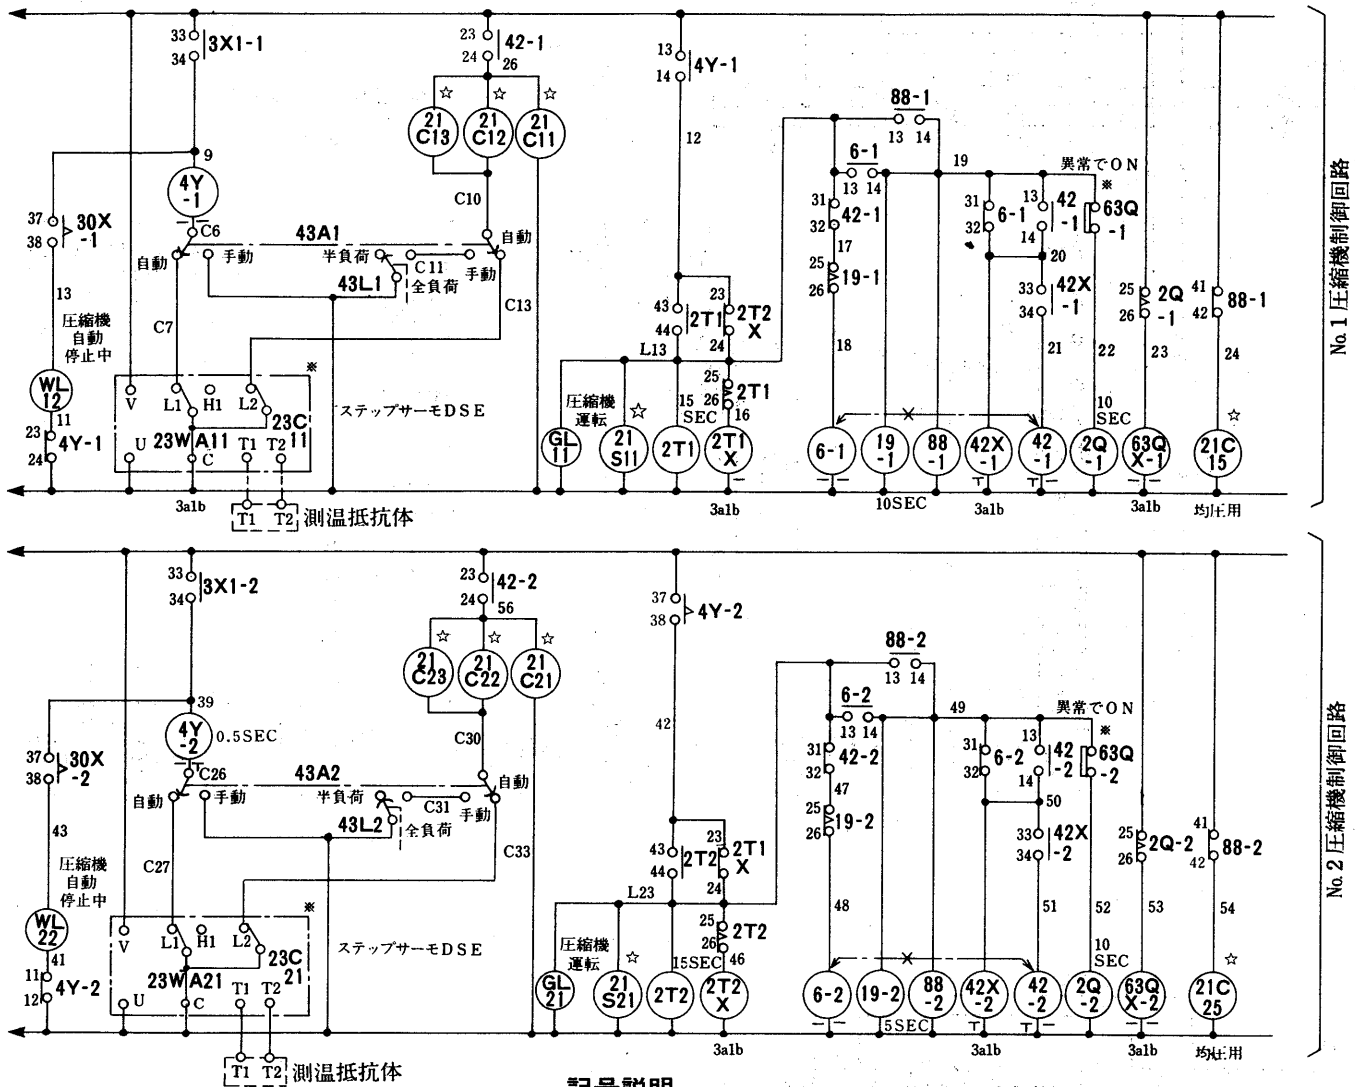 33
34
3X1-1
23
24
42-1
26
☆ ☆ ☆
21 C13
21 C12
21 C11
13
14
4Y-1
12
88-1
13 14
6-1
13 14
19
異常でON
※
9
4Y -1
C6
37
38
30X -1
自動
手動
43A1
半負荷
43L1
C11
全負荷
手動
自動
C10
C13
31
32
42-1
17
25
26
19-1
18
31
32
6-1
13
14
42 -1
20
63Q -1
33
34
42X -1
21
22
25
26
2Q -1
23
41
42
88-1
24
13
圧縮機
自動
停止中
C7
43
44
2T1
23
24
2T2 X
L13
25
26
2T1
16
15 SEC
10 SEC
WL 12
11
23
24
4Y-1
V
L1
H1
L2
※
23C 11
ステップサーモDSE
U
23W A11
C
T1
T2
圧縮機
運転
☆
GL 11
21 S11
2T1
2T1 X
6-1
19 -1
88 -1
42X -1
42 -1
2Q -1
63Q X-1
☆
21C 15
3a1b
3a1b
10SEC
3a1b
3a1b
均圧用
T1 T2
測温抵抗体
No.1圧縮機制御回路
33
34
3X1-2
23
24
42-2
56
☆ ☆ ☆
21 C23
21 C22
21 C21
37
38
4Y-2
42
88-2
13 14
6-2
13 14
49
異常でON
※
39
4Y -2
0.5SEC
C26
37
38
30X -2
自動
手動
43A2
半負荷
43L2
C31
全負荷
手動
自動
C30
C33
31
32
42-2
47
25
26
19-2
48
31
32
6-2
13
14
42 -2
50
63Q -2
33
34
42X -2
51
52
25
26
2Q-2
53
41
42
88-2
54
43
圧縮機
自動
停止中
C27
43
44
2T2
23
24
2T1 X
L23
25
26
2T2
46
15SEC
10 SEC
WL 22
41
11
12
4Y-2
V
L1
H1
L2
※
23C 21
ステップサーモDSE
U
23W A21
C
T1
T2
圧縮機
運転
☆
GL 21
21 S21
2T2
2T2 X
6-2
19-2
88 -2
42X -2
42 -2
2Q -2
63Q X-2
☆
21C 25
3a1b
5SEC
3a1b
3a1b
均圧用
T1 T2
測温抵抗体
No.2圧縮機制御回路
記号説明